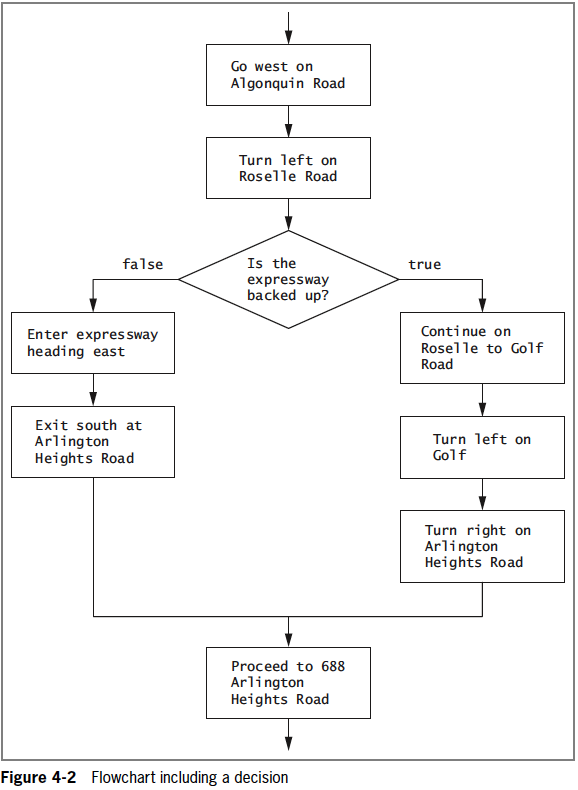 Go west on
Algonquin Road
Turn left on
Roselle Road
false
Is the
expressway
backed up?
true
Enter expressway
heading east
Exit south at
Arlington
Heights Road
Continue on
Roselle to Golf
Road
Turn left on
Golf
Turn right on
Arlington
Heights Road
Proceed to 688
Arlington
Heights Road
Figure 4-2 Flowchart including a decision